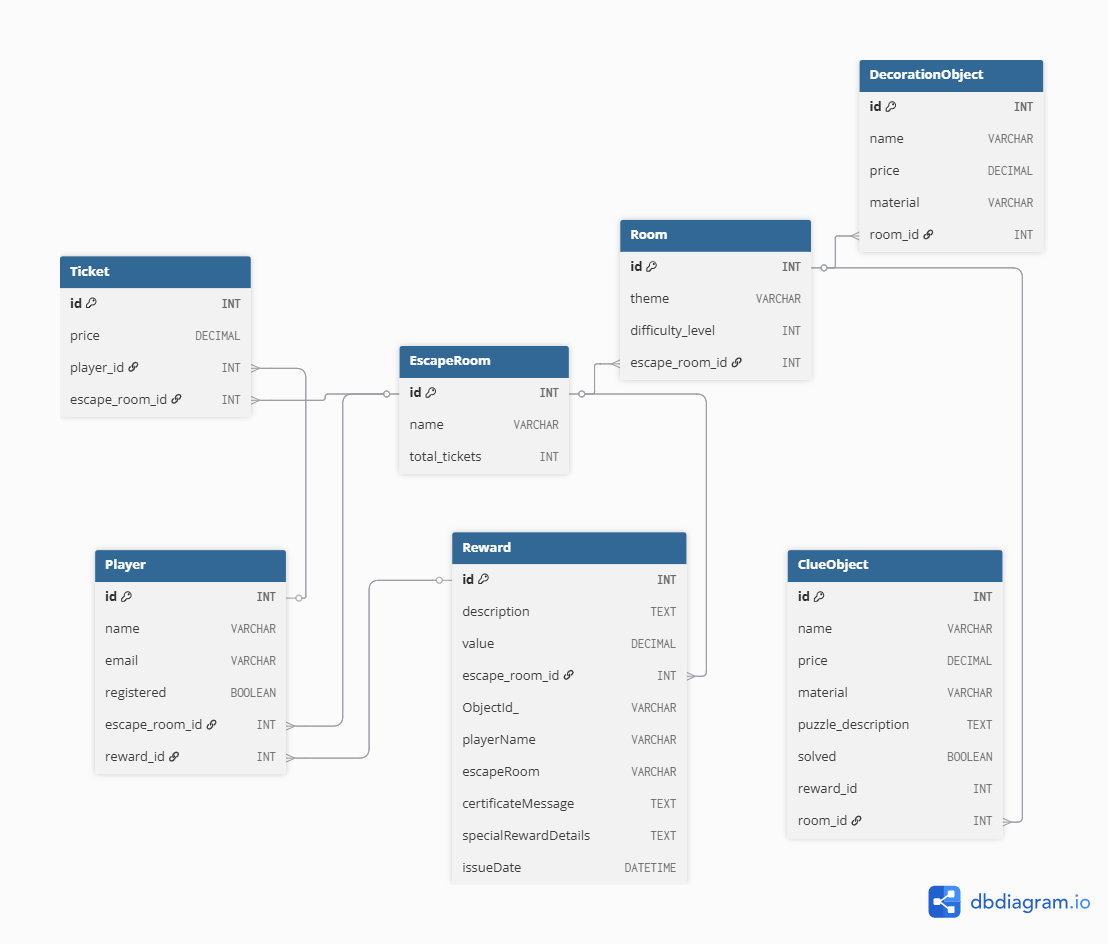 DecorationObject
id INT
name VARCHAR
price DECIMAL
material VARCHAR
room_id INT
Room
id INT
theme VARCHAR
difficulty_level INT
escape_room_id INT
Ticket
id INT
price DECIMAL
player_id INT
escape_room_id INT
EscapeRoom
id INT
name VARCHAR
total_tickets INT
Player
id INT
name VARCHAR
email VARCHAR
registered BOOLEAN
escape_room_id INT
reward_id INT
Reward
id INT
description TEXT
value DECIMAL
escape_room_id INT
ObjectId_ VARCHAR
playerName VARCHAR
escapeRoom VARCHAR
certificateMessage TEXT
specialRewardDetails TEXT
issueDate DATETIME
ClueObject
id INT
name VARCHAR
price DECIMAL
material VARCHAR
puzzle_description TEXT
solved BOOLEAN
reward_id INT
room_id INT
dbdiagram.io